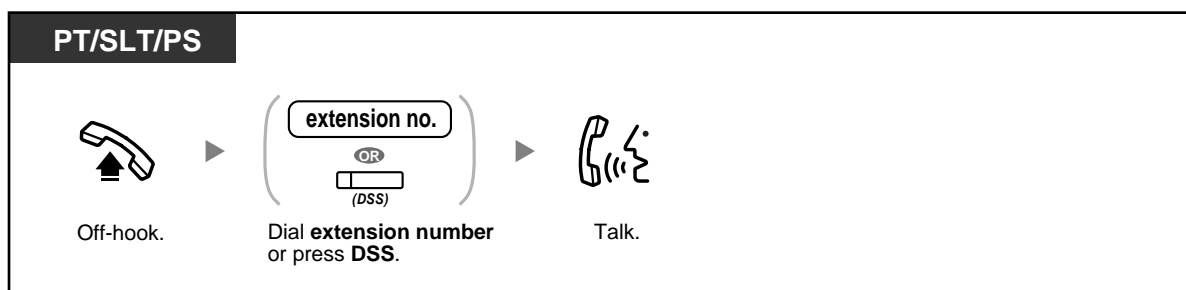 PT/SLT/PS
extension no.
OR
(DSS)
Off-hook.
Dial extension number
or press DSS.
Talk.